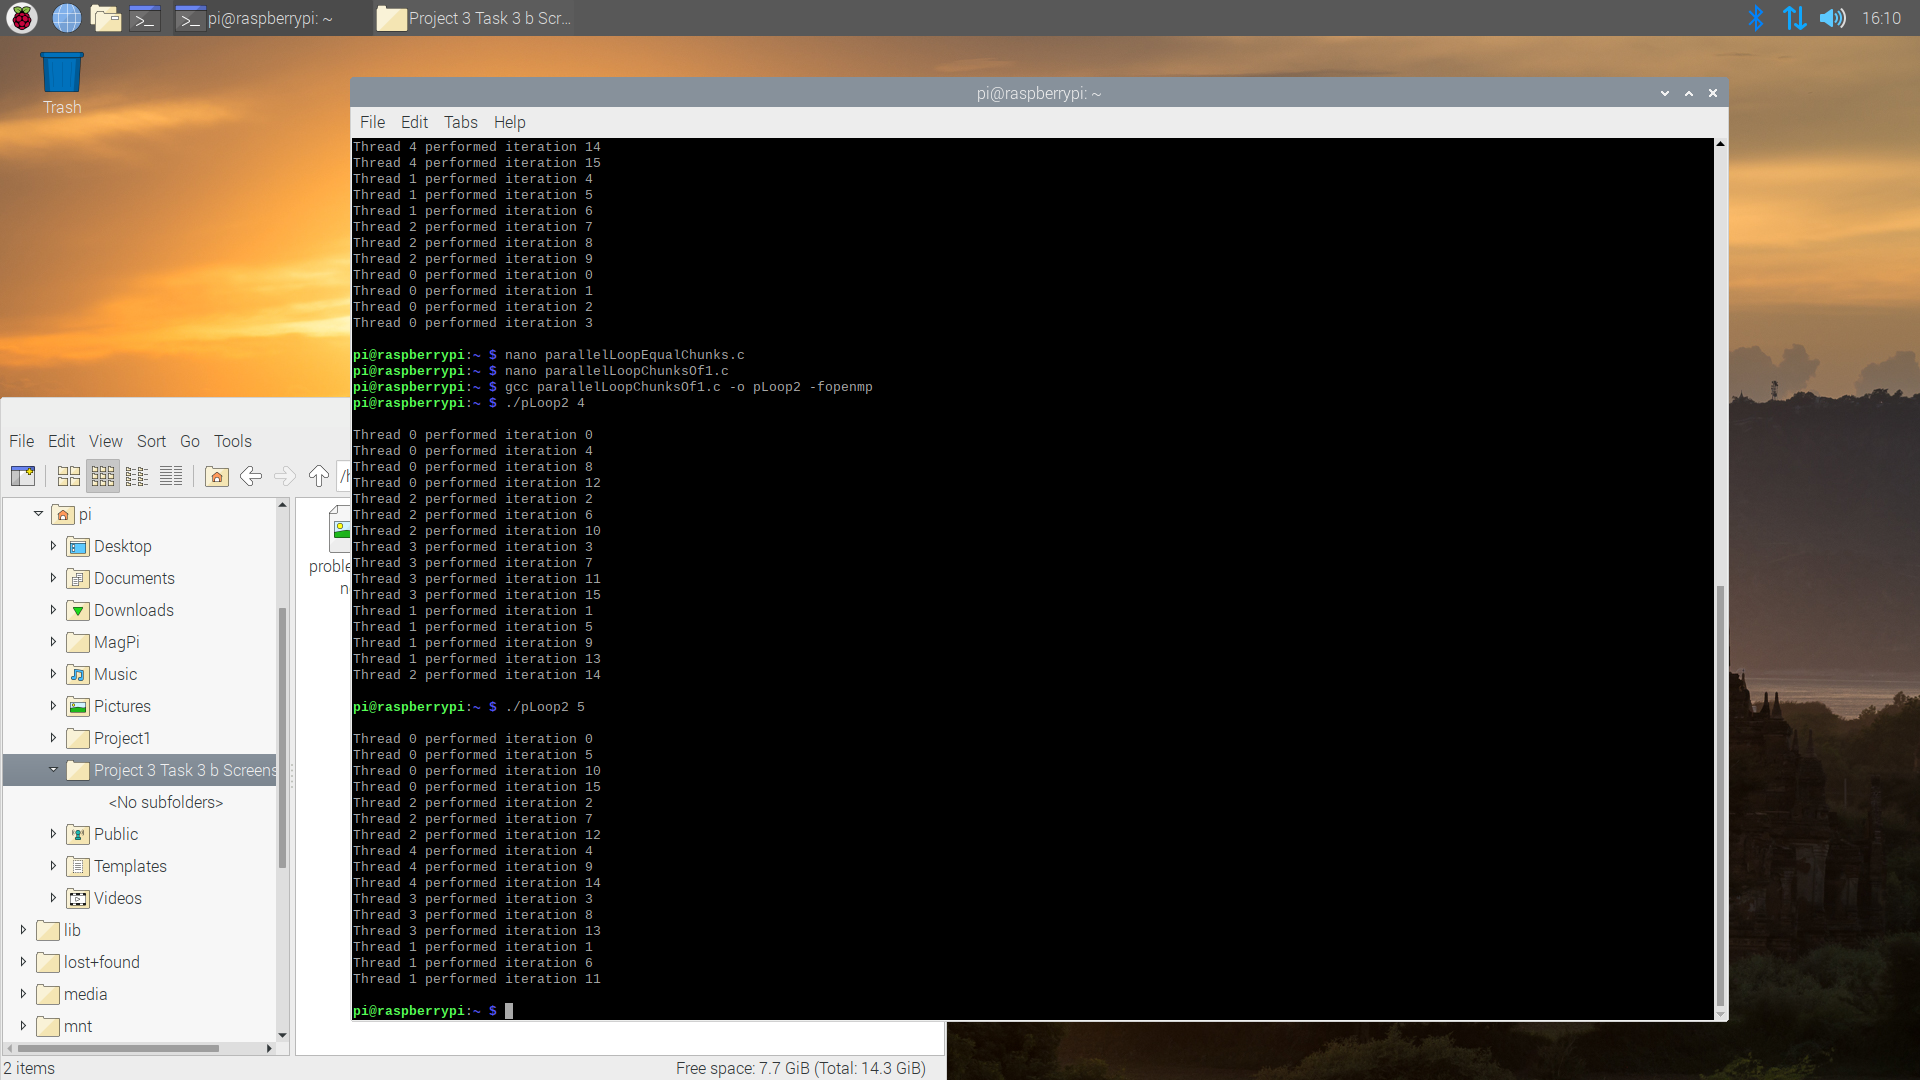 pi@raspberrypi: ~
Project 3 Task 3 b Scr...
16:10
Trash
pi@raspberrypi: ~
File Edit Tabs Help
Thread 4 performed iteration 14
Thread 4 performed iteration 15
Thread 1 performed iteration 4
Thread 1 performed iteration 5
Thread 1 performed iteration 6
Thread 2 performed iteration 7
Thread 2 performed iteration 8
Thread 2 performed iteration 9
Thread 0 performed iteration 0
Thread 0 performed iteration 1
Thread 0 performed iteration 2
Thread 0 performed iteration 3
pi@raspberrypi:~ $ nano parallelLoopEqualChunks.c
pi@raspberrypi:~ $ nano parallelLoopChunksOf1.c
pi@raspberrypi:~ $ gcc parallelLoopChunksOf1.c -o pLoop2 -fopenmp
pi@raspberrypi:~ $ ./pLoop2 4
Thread 0 performed iteration 0
Thread 0 performed iteration 4
Thread 0 performed iteration 8
Thread 0 performed iteration 12
Thread 2 performed iteration 2
Thread 2 performed iteration 6
Thread 2 performed iteration 10
Thread 3 performed iteration 3
Thread 3 performed iteration 7
Thread 3 performed iteration 11
Thread 3 performed iteration 15
Thread 1 performed iteration 1
Thread 1 performed iteration 5
Thread 1 performed iteration 9
Thread 1 performed iteration 13
Thread 2 performed iteration 14
pi@raspberrypi:~ $ ./pLoop2 5
Thread 0 performed iteration 0
Thread 0 performed iteration 5
Thread 0 performed iteration 10
Thread 0 performed iteration 15
Thread 2 performed iteration 2
Thread 2 performed iteration 7
Thread 2 performed iteration 12
Thread 4 performed iteration 4
Thread 4 performed iteration 9
Thread 4 performed iteration 14
Thread 3 performed iteration 3
Thread 3 performed iteration 8
Thread 3 performed iteration 13
Thread 1 performed iteration 1
Thread 1 performed iteration 6
Thread 1 performed iteration 11
pi@raspberrypi:~ $
File Edit View Sort Go Tools
pi
Desktop
Documents
Downloads
MagPi
Music
Pictures
Project1
Project 3 Task 3 b Screens
<No subfolders>
Public
Templates
Videos
lib
lost+found
media
mnt
proble
n
2 items
Free space: 7.7 GiB (Total: 14.3 GiB)